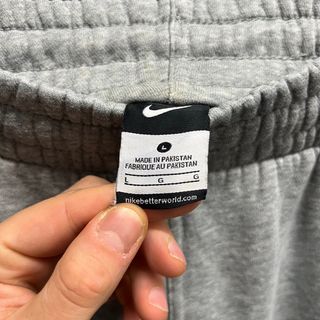 L
MADE IN PAKISTAN
FABRIQUE AU PAKISTAN
L G G
nikebetterworld.com